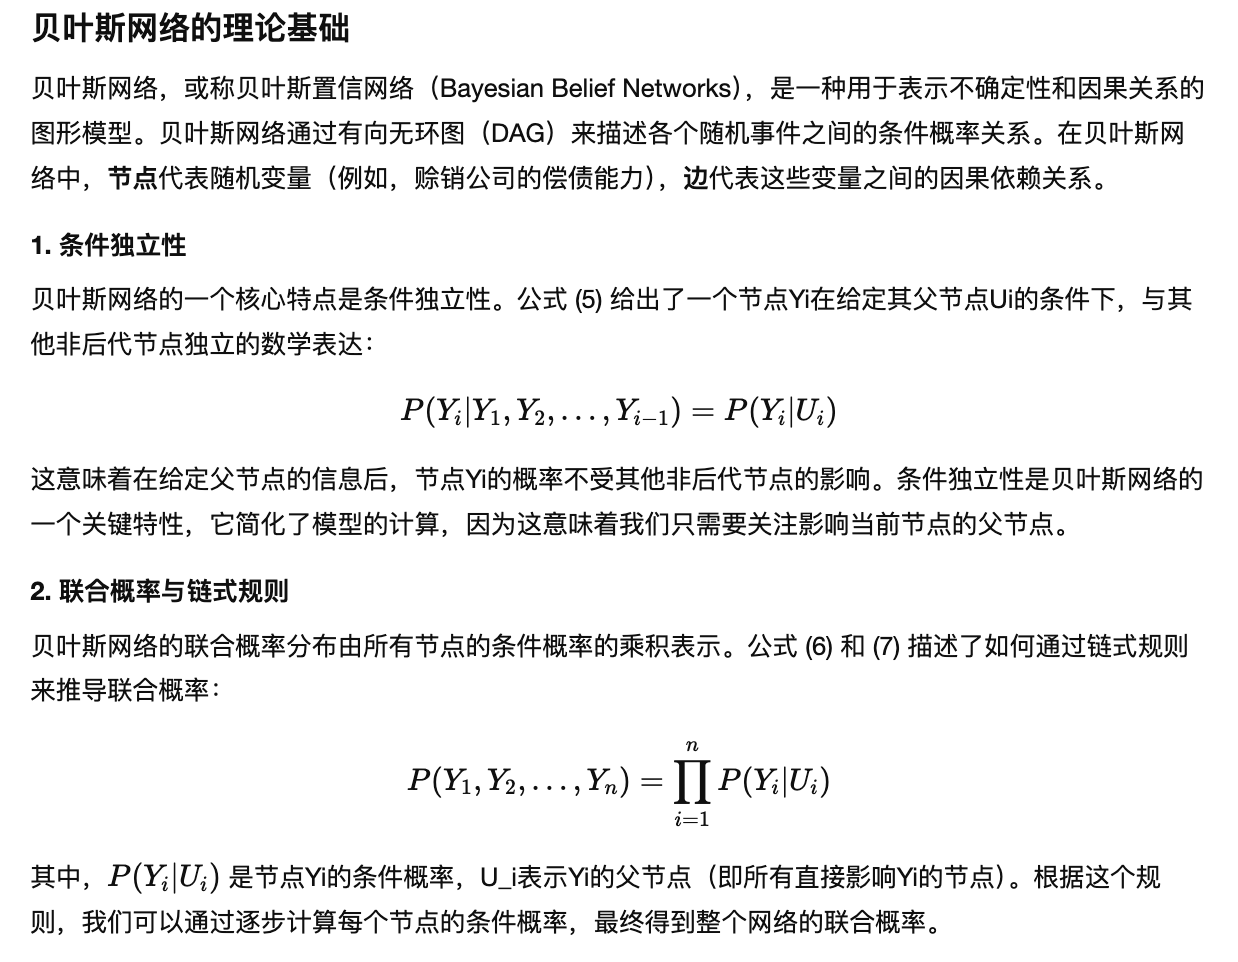 贝叶斯网络的理论基础
贝叶斯网络，或称贝叶斯置信网络（Bayesian Belief Networks），是一种用于表示不确定性和因果关系的
图形模型。贝叶斯网络通过有向无环图（DAG）来描述各个随机事件之间的条件概率关系。在贝叶斯网
络中，节点代表随机变量（例如，赊销公司的偿债能力），边代表这些变量之间的因果依赖关系。
1. 条件独立性
贝叶斯网络的一个核心特点是条件独立性。公式 (5) 给出了一个节点Yi在给定其父节点Ui的条件下，与其
他非后代节点独立的数学表达：
P(Y_i|Y_1, Y_2, . . . , Y_{i−1}) = P(Y_i|U_i)
这意味着在给定父节点的信息后，节点Yi的概率不受其他非后代节点的影响。条件独立性是贝叶斯网络的
一个关键特性，它简化了模型的计算，因为这意味着我们只需要关注影响当前节点的父节点。
2. 联合概率与链式规则
贝叶斯网络的联合概率分布由所有节点的条件概率的乘积表示。公式 (6) 和 (7) 描述了如何通过链式规则
来推导联合概率：
P(Y_1, Y_2, . . . , Y_n) = ∏_{i=1}^{n} P(Y_i|U_i)
其中，P(Y_i|U_i) 是节点Yi的条件概率，U_i表示Yi的父节点（即所有直接影响Yi的节点）。根据这个规
则，我们可以通过逐步计算每个节点的条件概率，最终得到整个网络的联合概率。